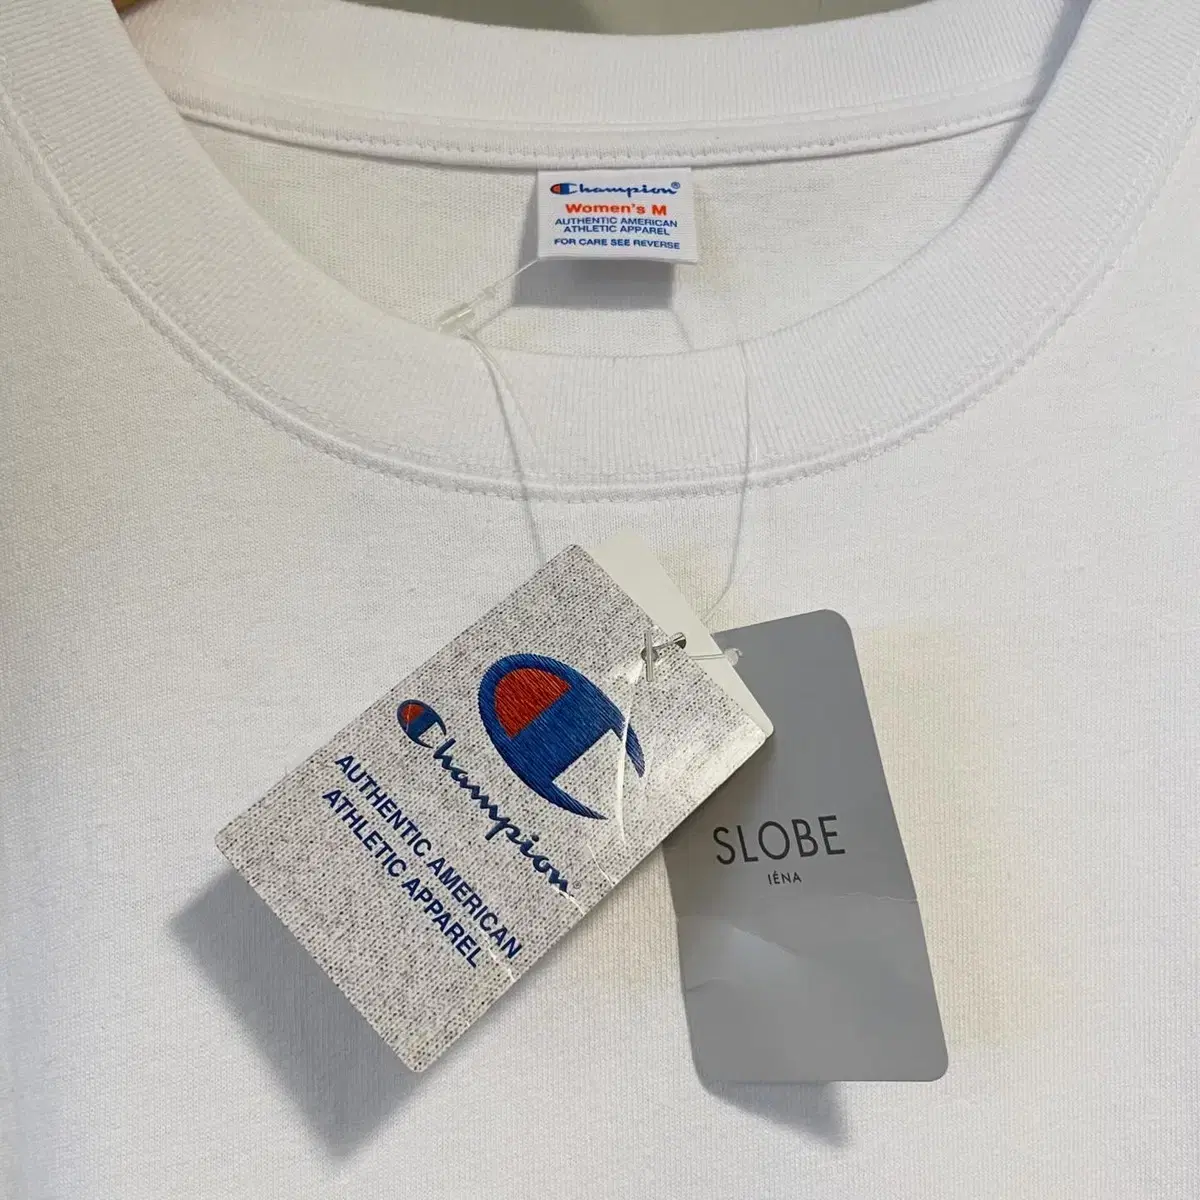 Champion®
Women's M
AUTHENTIC AMERICAN
ATHLETIC APPAREL
FOR CARE SEE REVERSE
Champion®
AUTHENTIC AMERICAN
ATHLETIC APPAREL
SLOBE
IÉNA